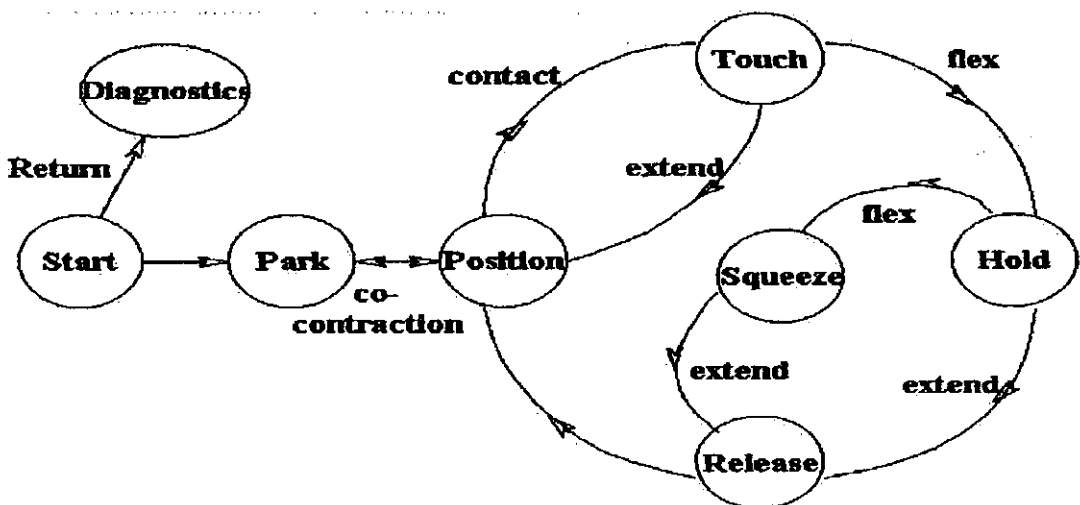 Touch
flex
contact
Diagnostics
Return
extend
flex
Start
Park
Position
Squeeze
Hold
co-
contraction
extend
extend
Release